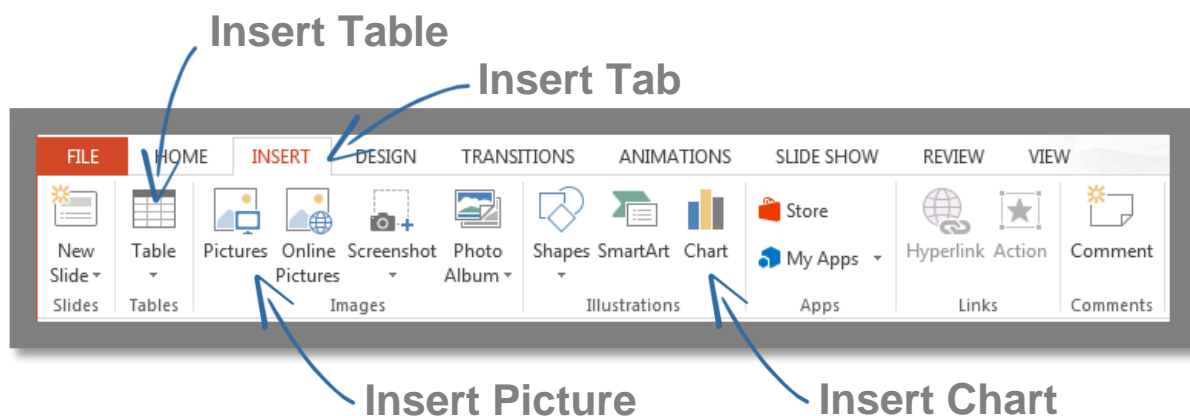 Insert Table
Insert Tab
FILE HOME INSERT DESIGN TRANSITIONS ANIMATIONS SLIDE SHOW REVIEW VIEW
New Slide
Table
Pictures
Online Pictures
Screenshot
Photo Album
Shapes
SmartArt
Chart
Store
My Apps
Hyperlink
Action
Comment
Slides Tables Images Illustrations Apps Links Comments
Insert Picture
Insert Chart